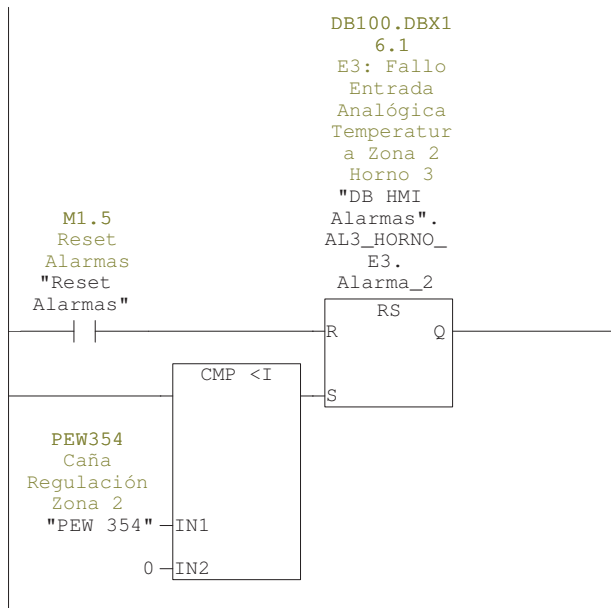 DB100.DBX1
6.1
E3: Fallo
Entrada
Analógica
Temperatur
a Zona 2
Horno 3
"DB HMI
Alarmas".
AL3_HORNO_
E3.
Alarma_2
M1.5
Reset
Alarmas
"Reset
Alarmas"
RS
R
Q
CMP <I
S
PEW354
Caña
Regulación
Zona 2
"PEW 354"
IN1
0
IN2